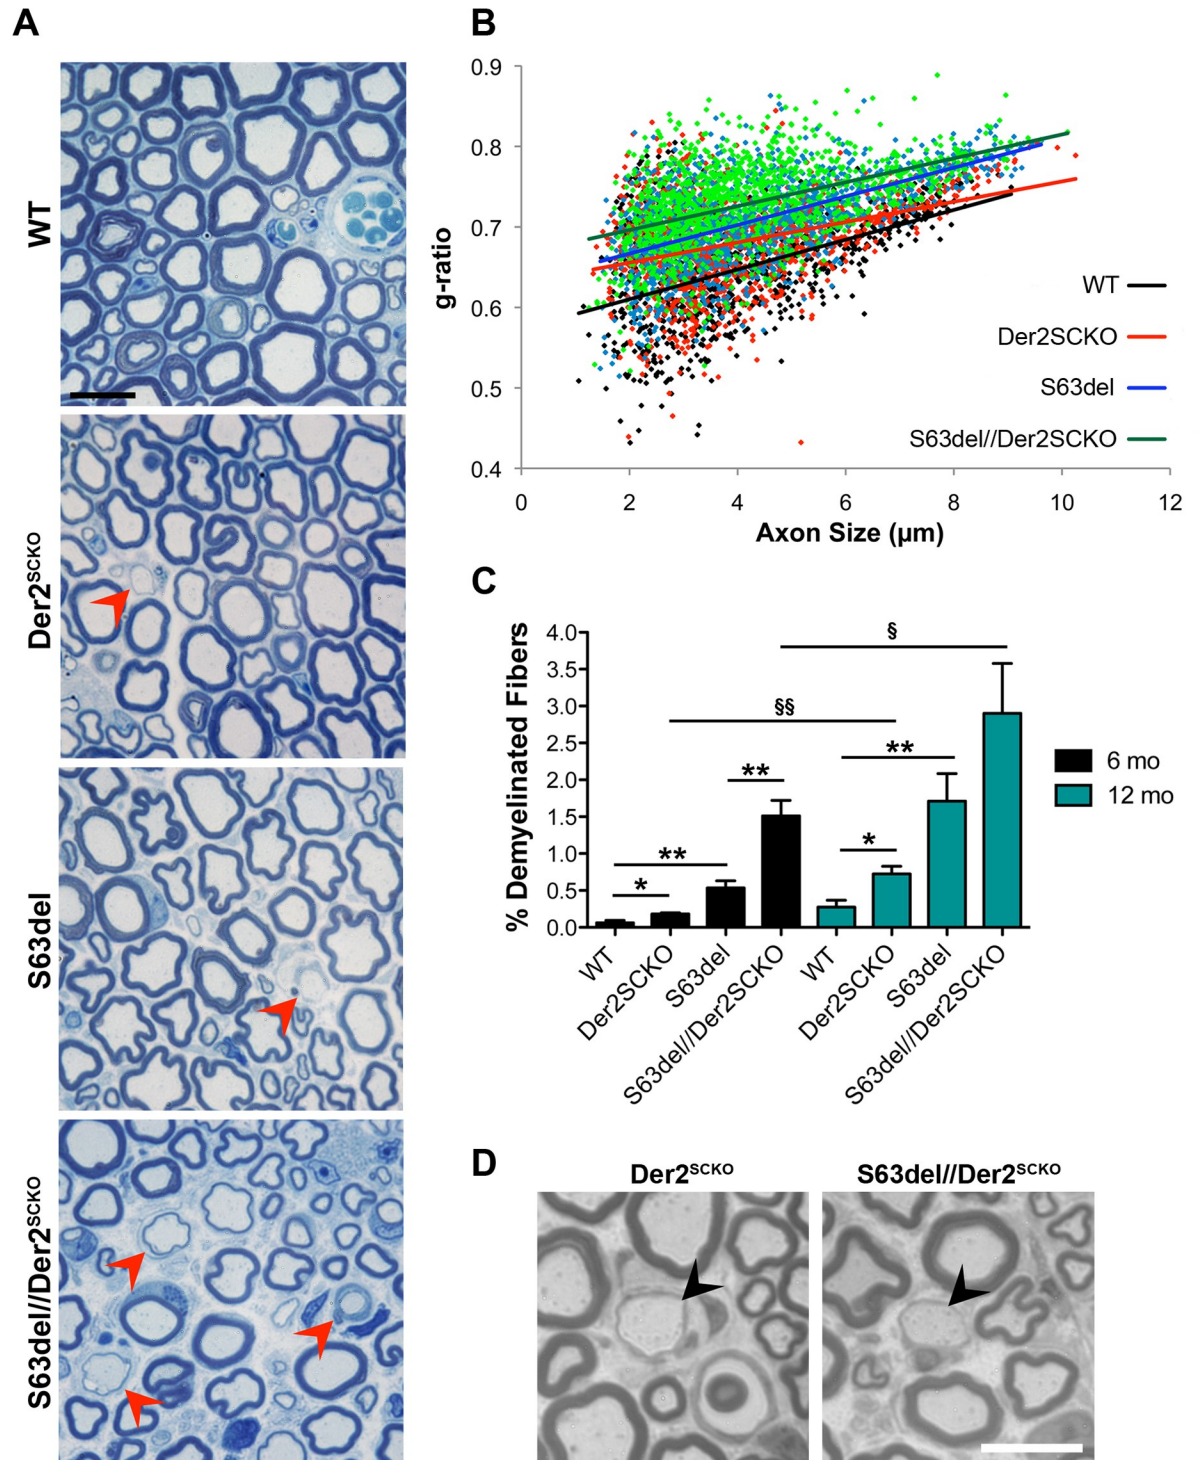 A
WT
Der2SCKO
S63del
S63del//Der2SCKO
B
g-ratio
0.9
0.8
0.7
0.6
0.5
0.4
0 2 4 6 8 10 12
Axon Size (µm)
WT
Der2SCKO
S63del
S63del//Der2SCKO
C
% Demyelinated Fibers
4.0
3.5
3.0
2.5
2.0
1.5
1.0
0.5
0.0
*
**
**
*
**
§§
§
WT Der2SCKO S63del S63del//Der2SCKO WT Der2SCKO S63del S63del//Der2SCKO
6 mo
12 mo
D
Der2SCKO S63del//Der2SCKO